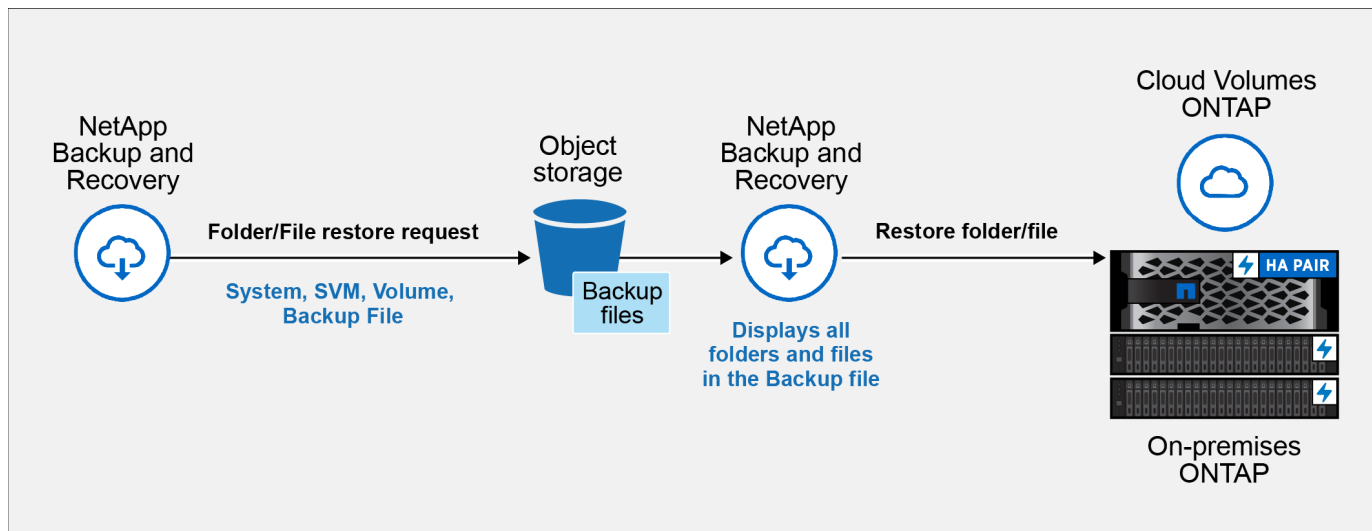 NetApp
Backup and
Recovery
Folder/File restore request
System, SVM, Volume,
Backup File
Object
storage
Backup
files
NetApp
Backup and
Recovery
Displays all
folders and files
in the Backup file
Restore folder/file
Cloud Volumes
ONTAP
HA PAIR
On-premises
ONTAP